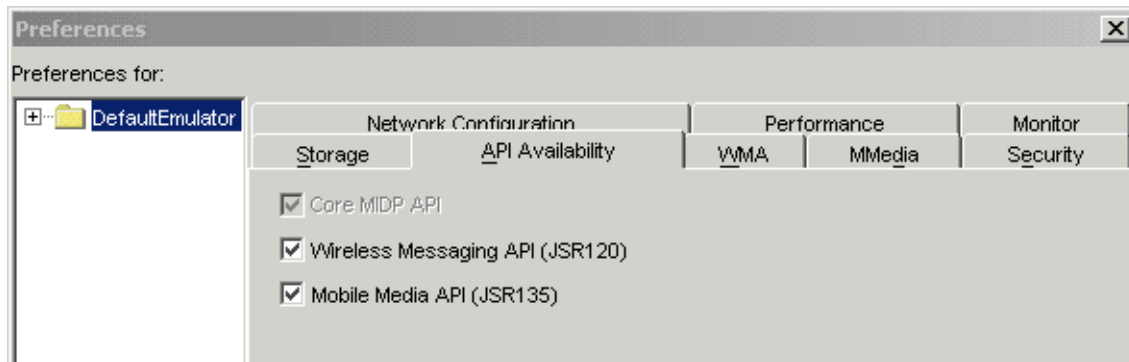 Preferences
Preferences for:
DefaultEmulator
Network Configuration
Performance
Monitor
Storage
API Availability
WMA
MMedia
Security
Core MIDP API
Wireless Messaging API (JSR120)
Mobile Media API (JSR135)